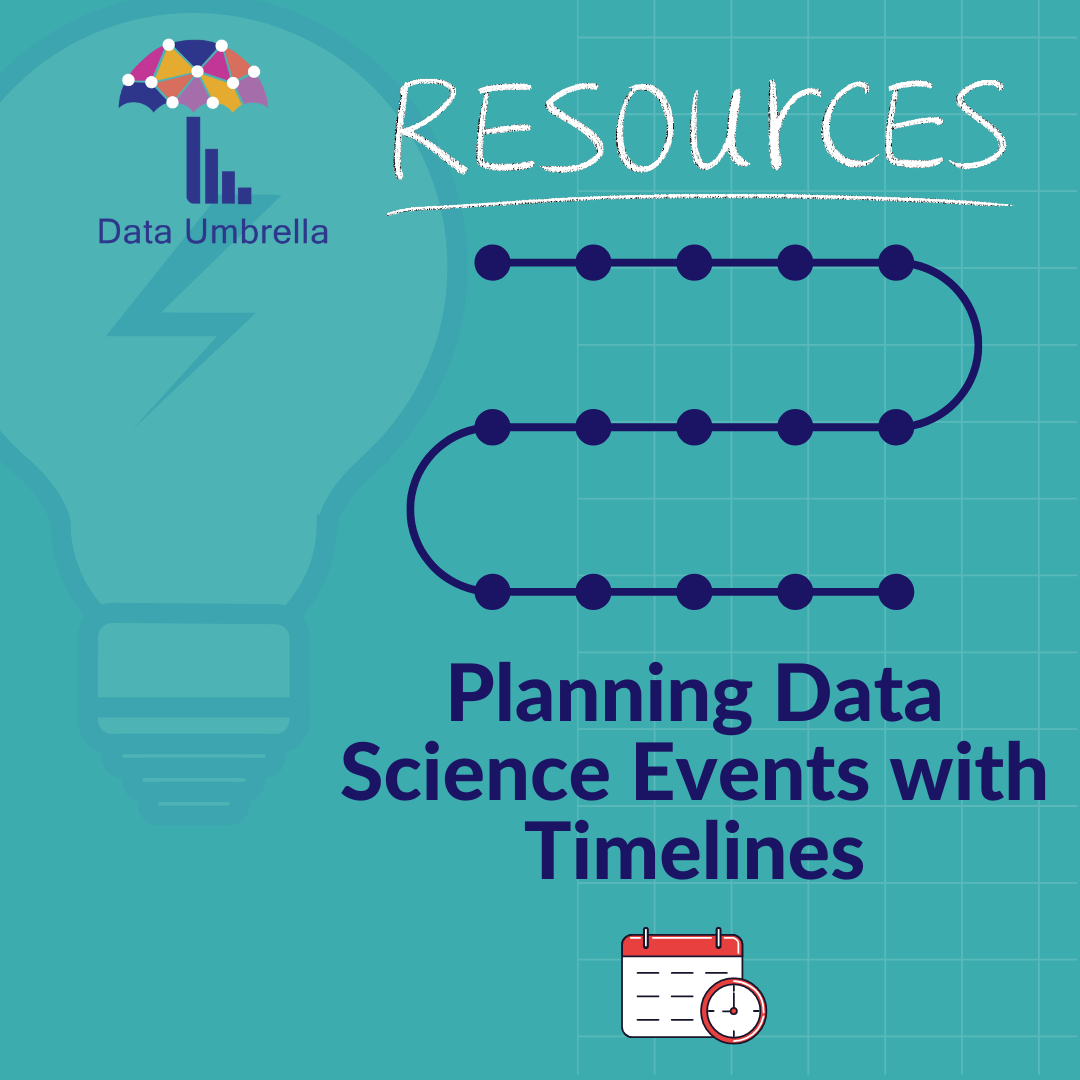 Data Umbrella
RESOurCES
Planning Data
Science Events with
Timelines